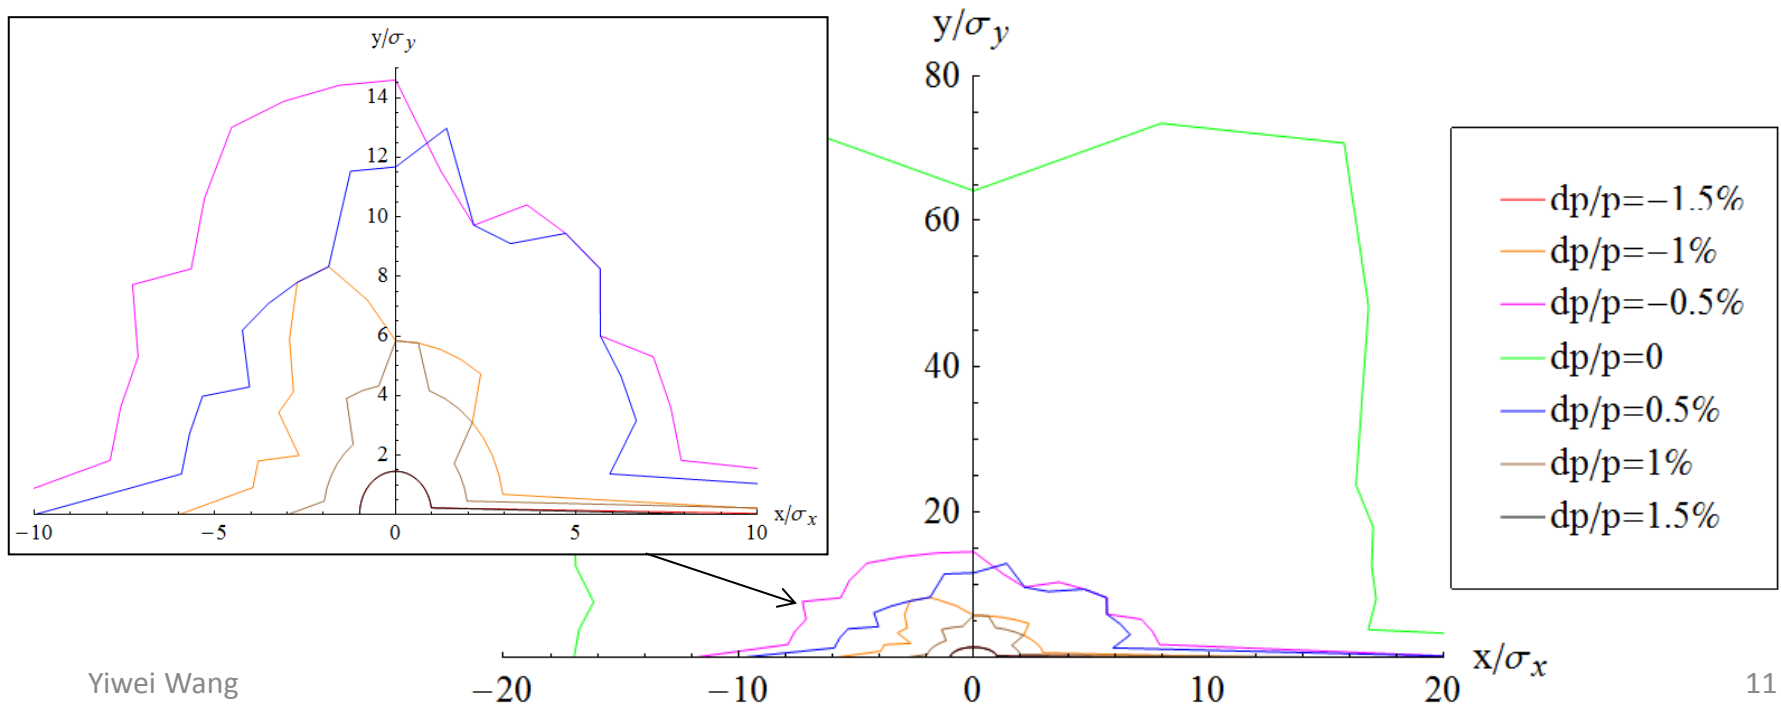 y/σy
14
12
10
8
6
4
2
−10
−5
0
5
10
x/σx
y/σy
80
60
40
20
−20
−10
0
10
20
x/σx
dp/p=−1.5%
dp/p=−1%
dp/p=−0.5%
dp/p=0
dp/p=0.5%
dp/p=1%
dp/p=1.5%
Yiwei Wang
11